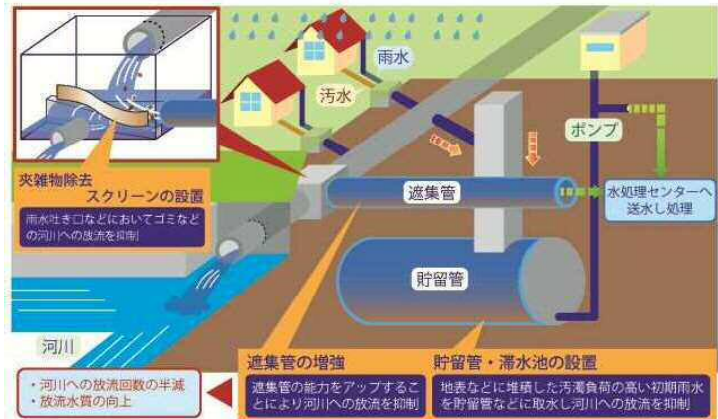 雨水
汚水
ポンプ
夾雑物除去
スクリーンの設置
雨水吐き口などにおいてゴミなど
の河川への放流を抑制
遮集管
水処理センターへ
送水し処理
貯留管
河川
・河川への放流回数の半減
・放流水質の向上
遮集管の増強
遮集管の能力をアップするこ
とにより河川への放流を抑制
貯留管・滞水池の設置
地表などに堆積した汚濁負荷の高い初期雨水
を貯留管などに取水し河川への放流を抑制